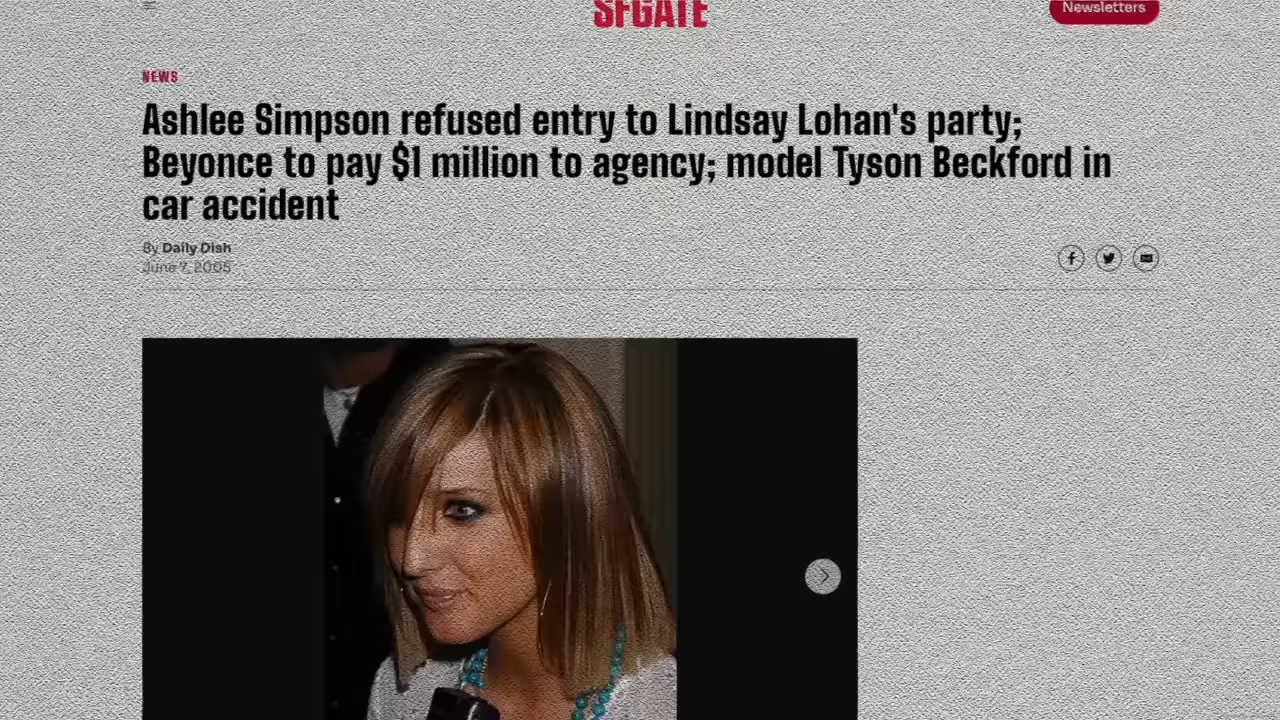 SFGATE
Newsletters
NEWS
Ashlee Simpson refused entry to Lindsay Lohan's party;
Beyonce to pay $1 million to agency; model Tyson Beckford in
car accident
By Daily Dish
June 7, 2005